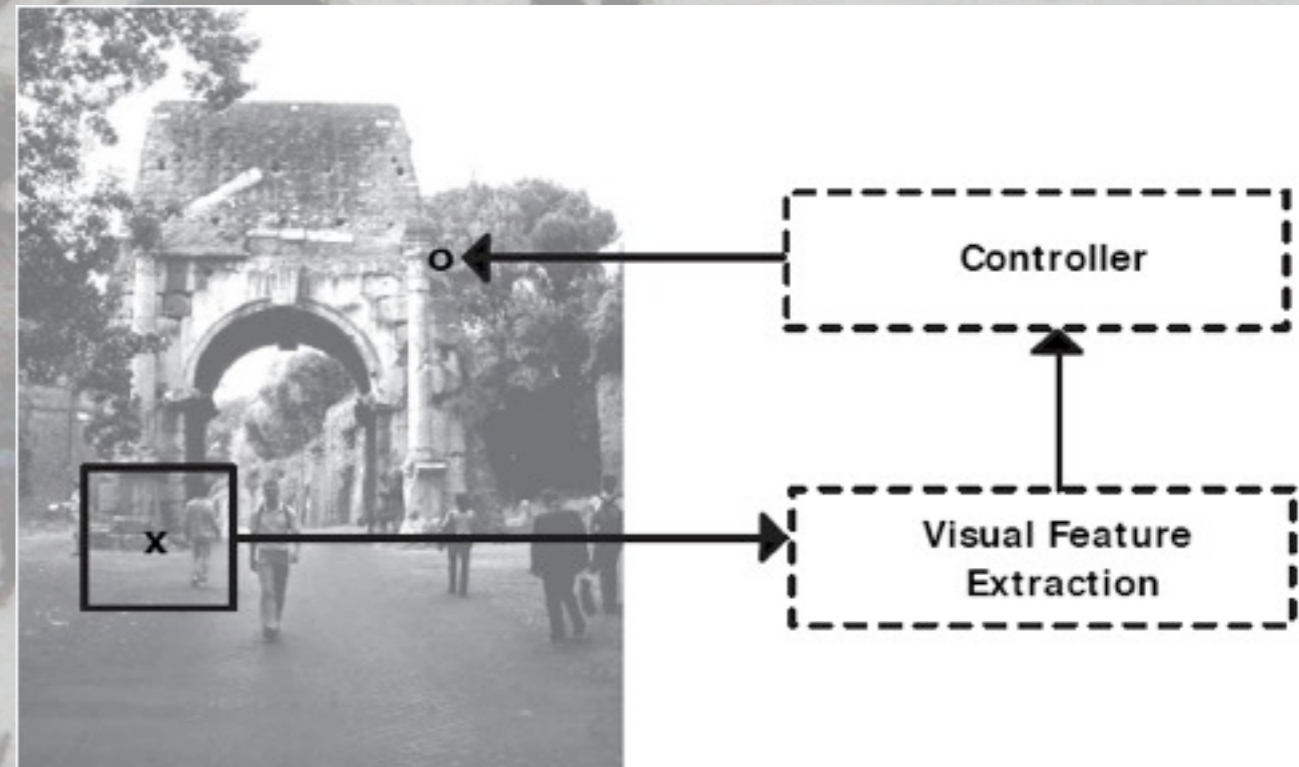 o
Controller
x
Visual Feature
Extraction